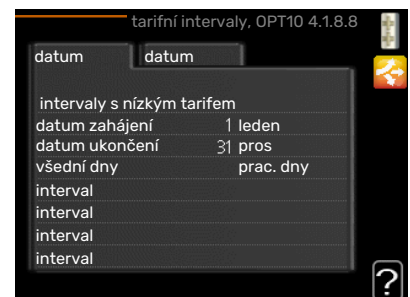 tarifní intervaly, OPT10 4.1.8.8
datum datum
intervaly s nízkým tarifem
datum zahájení 1 leden
datum ukončení 31 pros
všední dny prac. dny
interval
interval
interval
interval
?